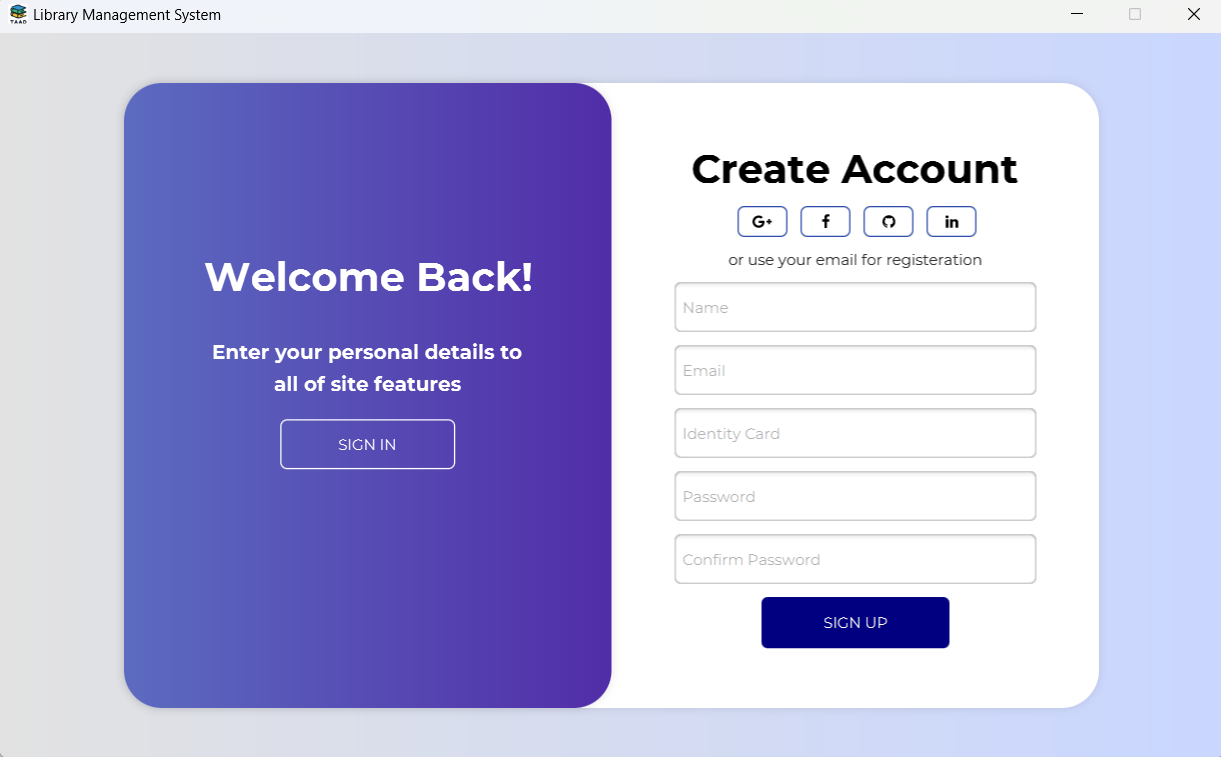 TAAD
Library Management System
Welcome Back!
Enter your personal details to
all of site features
SIGN IN
Create Account
G+
f
in
or use your email for registeration
Name
Email
Identity Card
Password
Confirm Password
SIGN UP